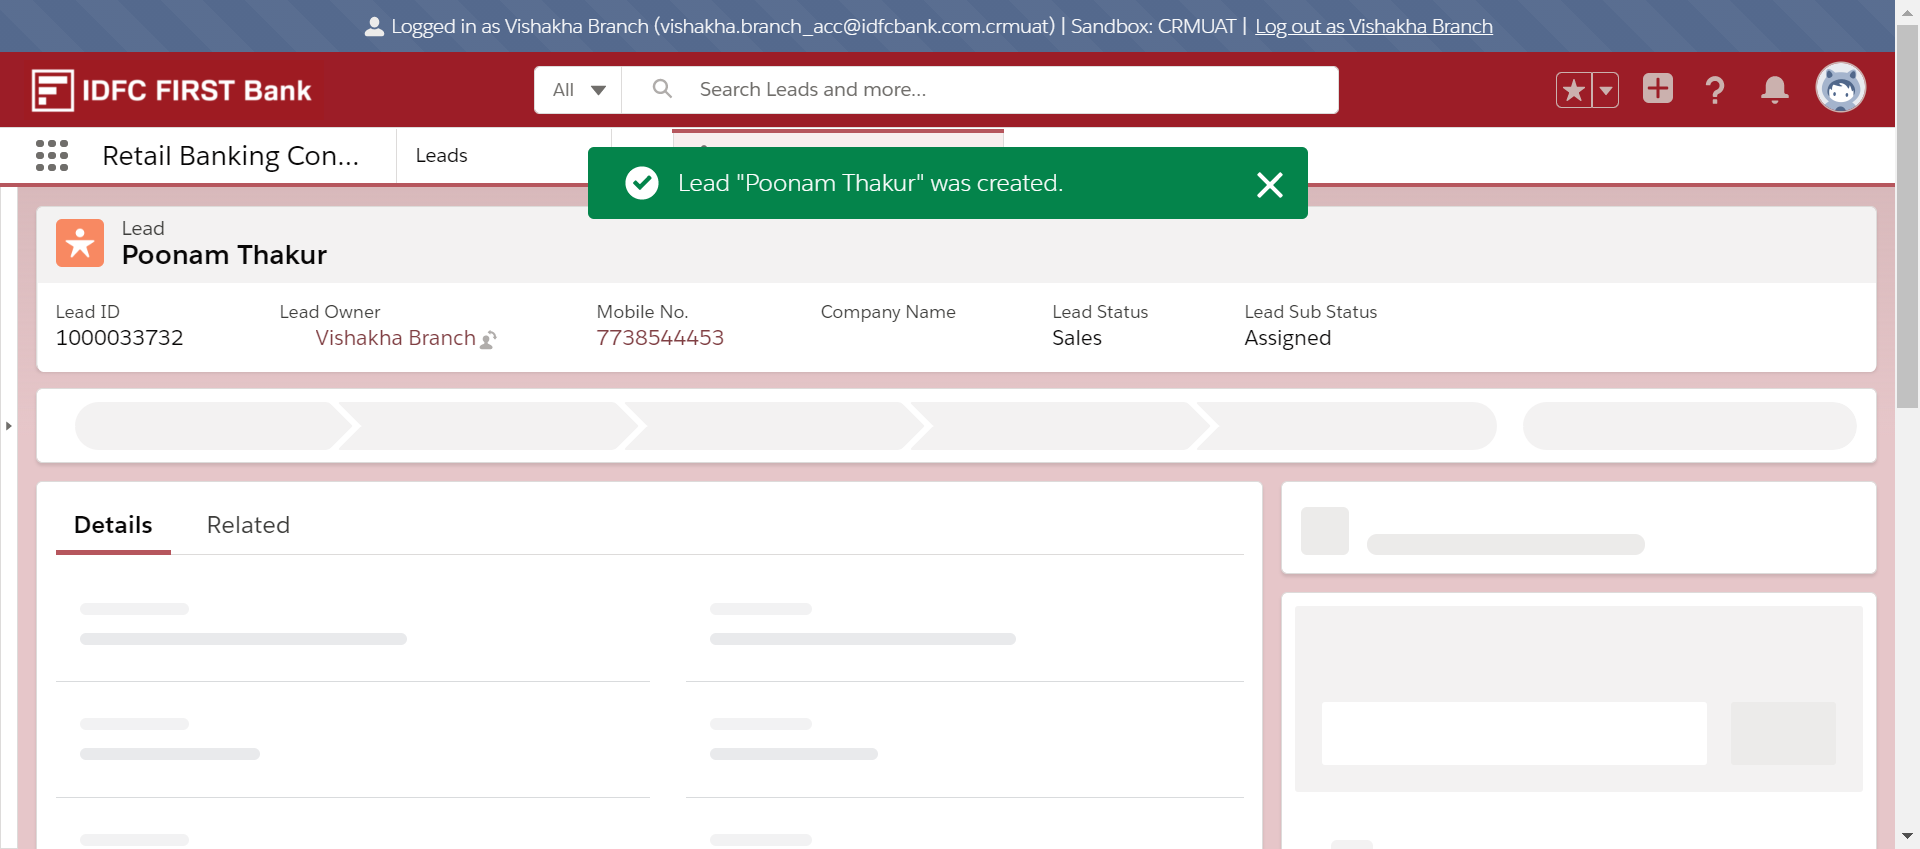 Logged in as Vishakha Branch (vishakha.branch_acc@idfcbank.com.crmuat) | Sandbox: CRMUAT | Log out as Vishakha Branch
IDFC FIRST Bank
All
Search Leads and more...
Retail Banking Con...
Leads
Lead "Poonam Thakur" was created.
Lead
Poonam Thakur
Lead ID
1000033732
Lead Owner
Vishakha Branch
Mobile No.
7738544453
Company Name
Lead Status
Sales
Lead Sub Status
Assigned
Details
Related